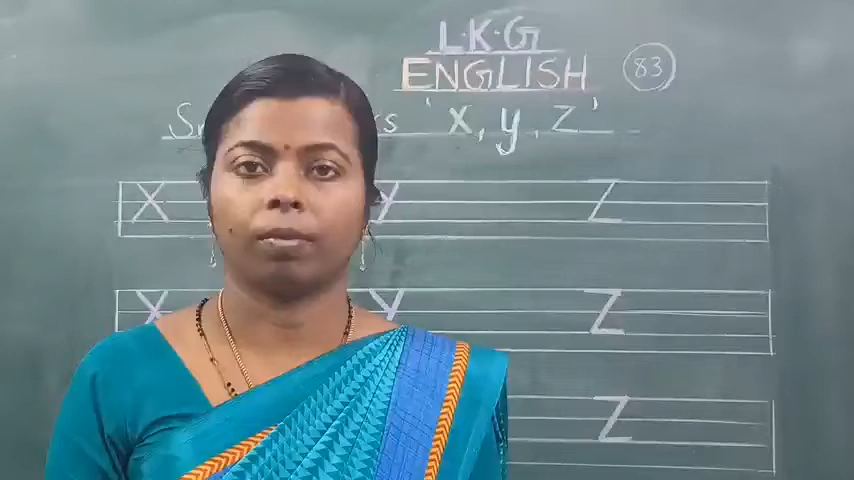 L.K.G
ENGLISH 83
'x, y, z'
X Y Z
X Y Z
Z